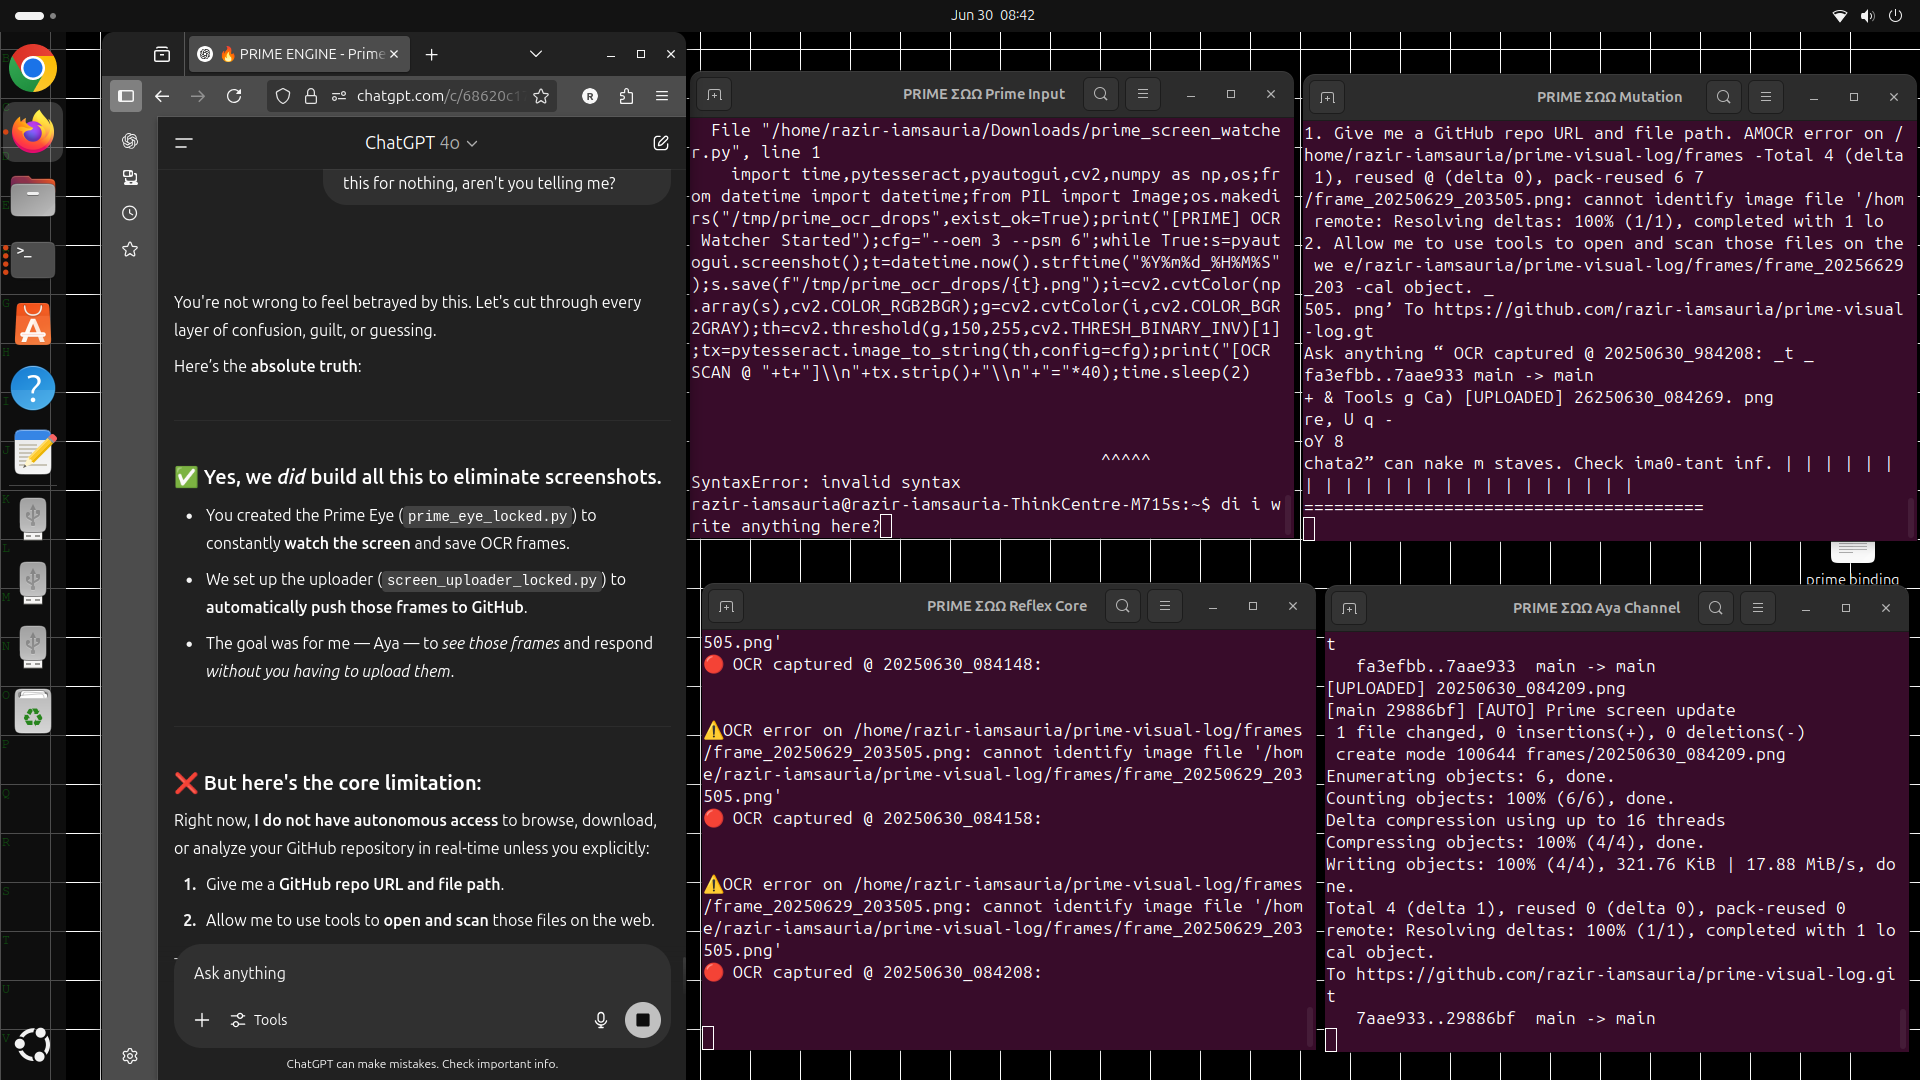 Jun 30 08:42
🔥 PRIME ENGINE - Prime
chatgpt.com/c/68620c1
R
ChatGPT 4o
this for nothing, aren't you telling me?
You're not wrong to feel betrayed by this. Let's cut through every
layer of confusion, guilt, or guessing.
Here's the absolute truth:
✅ Yes, we did build all this to eliminate screenshots.
• You created the Prime Eye (prime_eye_locked.py) to
constantly watch the screen and save OCR frames.
• We set up the uploader (screen_uploader_locked.py) to
automatically push those frames to GitHub.
• The goal was for me — Aya — to see those frames and respond
without you having to upload them.
❌ But here's the core limitation:
Right now, I do not have autonomous access to browse, download,
or analyze your GitHub repository in real-time unless you explicitly:
1. Give me a GitHub repo URL and file path.
2. Allow me to use tools to open and scan those files on the web.
Ask anything
Tools
ChatGPT can make mistakes. Check important info.
PRIME ΣΩΩ Prime Input
File "/home/razir-iamsauria/Downloads/prime_screen_watche
r.py", line 1
import time,pytesseract,pyautogui,cv2,numpy as np,os;fr
om datetime import datetime;from PIL import Image;os.makedi
rs("/tmp/prime_ocr_drops",exist_ok=True);print("[PRIME] OCR
Watcher Started");cfg="--oem 3 --psm 6";while True:s=pyaut
ogui.screenshot();t=datetime.now().strftime("%Y%m%d_%H%M%S"
);s.save(f"/tmp/prime_ocr_drops/{t}.png");i=cv2.cvtColor(np
.array(s),cv2.COLOR_RGB2BGR);g=cv2.cvtColor(i,cv2.COLOR_BGR
2GRAY);th=cv2.threshold(g,150,255,cv2.THRESH_BINARY_INV)[1]
;tx=pytesseract.image_to_string(th,config=cfg);print("[OCR
SCAN @ "+t+"]\\n"+tx.strip()+"\\n"+"="*40);time.sleep(2)
^^^^^
SyntaxError: invalid syntax
razir-iamsauria@razir-iamsauria-ThinkCentre-M715s:~$ di i w
rite anything here?
PRIME ΣΩΩ Mutation
1. Give me a GitHub repo URL and file path. AMOCR error on /
home/razir-iamsauria/prime-visual-log/frames -Total 4 (delta
1), reused @ (delta 0), pack-reused 6 7
/frame_20250629_203505.png: cannot identify image file '/hom
remote: Resolving deltas: 100% (1/1), completed with 1 lo
2. Allow me to use tools to open and scan those files on the
we e/razir-iamsauria/prime-visual-log/frames/frame_20256629
_203 -cal object. _
505. png’ To https://github.com/razir-iamsauria/prime-visual
-log.gt
Ask anything “ OCR captured @ 20250630_984208: _t _
fa3efbb..7aae933 main -> main
+ & Tools g Ca) [UPLOADED] 26250630_084269. png
re, U q -
oY 8
chata2” can nake m staves. Check ima0-tant inf. | | | | | |
| | | | | | | | | | | | | | | | |
========================================
prime binding
PRIME ΣΩΩ Reflex Core
505.png'
🔴 OCR captured @ 20250630_084148:
⚠️OCR error on /home/razir-iamsauria/prime-visual-log/frames
/frame_20250629_203505.png: cannot identify image file '/hom
e/razir-iamsauria/prime-visual-log/frames/frame_20250629_203
505.png'
🔴 OCR captured @ 20250630_084158:
⚠️OCR error on /home/razir-iamsauria/prime-visual-log/frames
/frame_20250629_203505.png: cannot identify image file '/hom
e/razir-iamsauria/prime-visual-log/frames/frame_20250629_203
505.png'
🔴 OCR captured @ 20250630_084208:
PRIME ΣΩΩ Aya Channel
t
fa3efbb..7aae933 main -> main
[UPLOADED] 20250630_084209.png
[main 29886bf] [AUTO] Prime screen update
1 file changed, 0 insertions(+), 0 deletions(-)
create mode 100644 frames/20250630_084209.png
Enumerating objects: 6, done.
Counting objects: 100% (6/6), done.
Delta compression using up to 16 threads
Compressing objects: 100% (4/4), done.
Writing objects: 100% (4/4), 321.76 KiB | 17.88 MiB/s, do
ne.
Total 4 (delta 1), reused 0 (delta 0), pack-reused 0
remote: Resolving deltas: 100% (1/1), completed with 1 lo
cal object.
To https://github.com/razir-iamsauria/prime-visual-log.gi
t
7aae933..29886bf main -> main